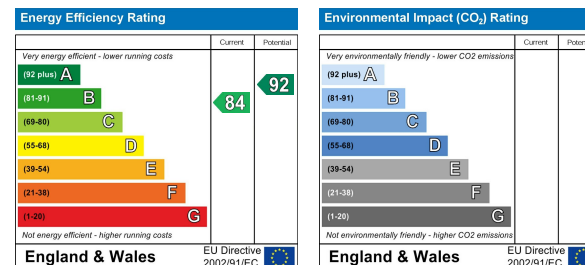 Energy Efficiency Rating
Current Potential
Very energy efficient - lower running costs
(92 plus) A
(81-91) B
(69-80) C
(55-68) D
(39-54) E
(21-38) F
(1-20) G
84
92
Not energy efficient - higher running costs
England & Wales
EU Directive
2002/91/EC
Environmental Impact (CO₂) Rating
Current Potential
Very environmentally friendly - lower CO2 emissions
(92 plus) A
(81-91) B
(69-80) C
(55-68) D
(39-54) E
(21-38) F
(1-20) G
Not environmentally friendly - higher CO2 emissions
England & Wales
EU Directive
2002/91/EC